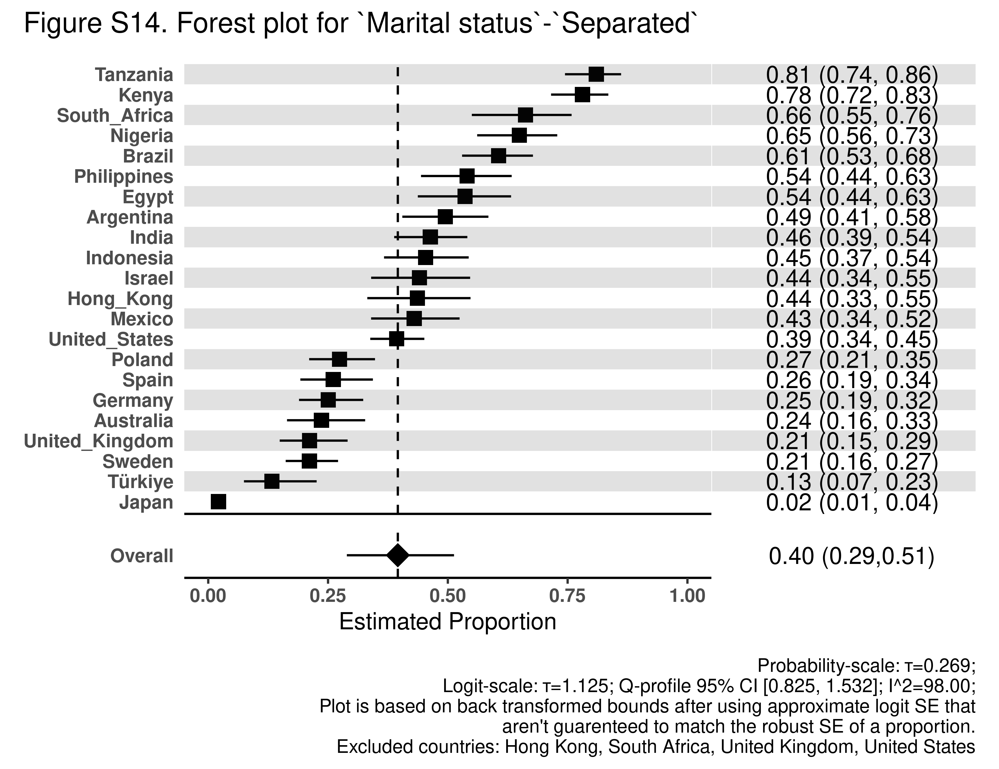 Figure S14. Forest plot for `Marital status`-`Separated`
Tanzania 0.81 (0.74, 0.86)
Kenya 0.78 (0.72, 0.83)
South_Africa 0.66 (0.55, 0.76)
Nigeria 0.65 (0.56, 0.73)
Brazil 0.61 (0.53, 0.68)
Philippines 0.54 (0.44, 0.63)
Egypt 0.54 (0.44, 0.63)
Argentina 0.49 (0.41, 0.58)
India 0.46 (0.39, 0.54)
Indonesia 0.45 (0.37, 0.54)
Israel 0.44 (0.34, 0.55)
Hong_Kong 0.44 (0.33, 0.55)
Mexico 0.43 (0.34, 0.52)
United_States 0.39 (0.34, 0.45)
Poland 0.27 (0.21, 0.35)
Spain 0.26 (0.19, 0.34)
Germany 0.25 (0.19, 0.32)
Australia 0.24 (0.16, 0.33)
United_Kingdom 0.21 (0.15, 0.29)
Sweden 0.21 (0.16, 0.27)
Türkiye 0.13 (0.07, 0.23)
Japan 0.02 (0.01, 0.04)
Overall 0.40 (0.29,0.51)
0.00 0.25 0.50 0.75 1.00
Estimated Proportion
Probability-scale: τ=0.269;
Logit-scale: τ=1.125; Q-profile 95% CI [0.825, 1.532]; I^2=98.00;
Plot is based on back transformed bounds after using approximate logit SE that
aren't guarenteed to match the robust SE of a proportion.
Excluded countries: Hong Kong, South Africa, United Kingdom, United States